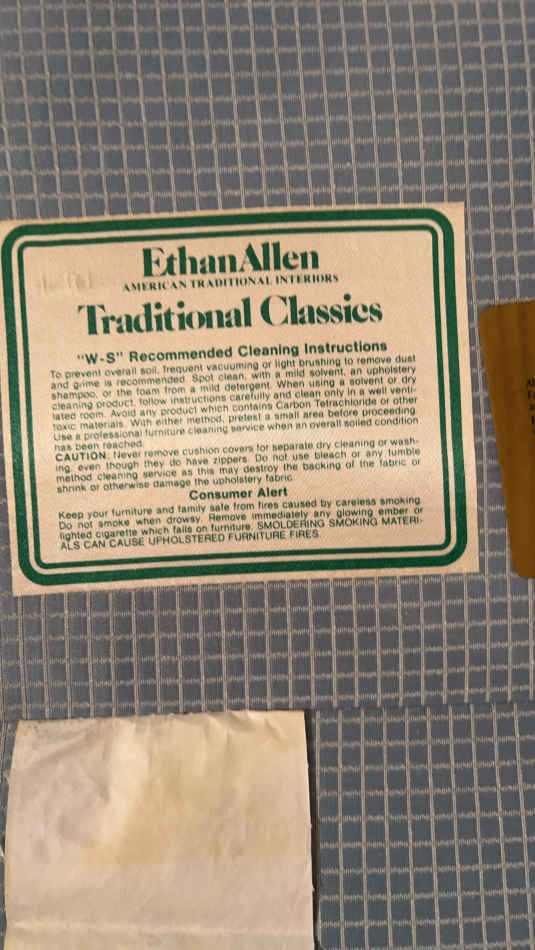 EthanAllen
AMERICAN TRADITIONAL INTERIORS
Traditional Classics
"W-S" Recommended Cleaning Instructions
To prevent overall soil, frequent vacuuming or light brushing to remove dust
and grime is recommended. Spot clean, with a mild solvent, an upholstery
shampoo, or the foam from a mild detergent. When using a solvent or dry
cleaning product, follow instructions carefully and clean only in a well venti-
lated room. Avoid any product which contains Carbon Tetrachloride or other
toxic materials. With either method, pretest a small area before proceeding.
Use a professional furniture cleaning service when an overall soiled condition
has been reached.
CAUTION: Never remove cushion covers for separate dry cleaning or wash-
ing, even though they do have zippers. Do not use bleach or any tumble
method cleaning service as this may destroy the backing of the fabric or
shrink or otherwise damage the upholstery fabric.
Consumer Alert
Keep your furniture and family safe from fires caused by careless smoking.
Do not smoke when drowsy. Remove immediately any glowing ember or
lighted cigarette which falls on furniture. SMOLDERING SMOKING MATERI-
ALS CAN CAUSE UPHOLSTERED FURNITURE FIRES.